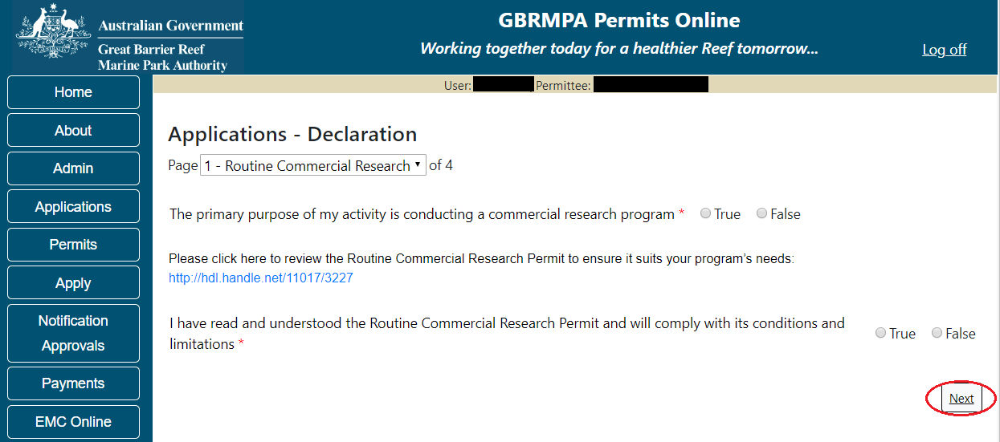 Australian Government
Great Barrier Reef
Marine Park Authority
GBRMPA Permits Online
Working together today for a healthier Reef tomorrow...
Log off
User:
Permittee:
Home
About
Admin
Applications
Permits
Apply
Notification
Approvals
Payments
EMC Online
Applications - Declaration
Page 1 - Routine Commercial Research of 4
The primary purpose of my activity is conducting a commercial research program * True False
Please click here to review the Routine Commercial Research Permit to ensure it suits your program's needs:
http://hdl.handle.net/11017/3227
I have read and understood the Routine Commercial Research Permit and will comply with its conditions and
limitations *
True False
Next